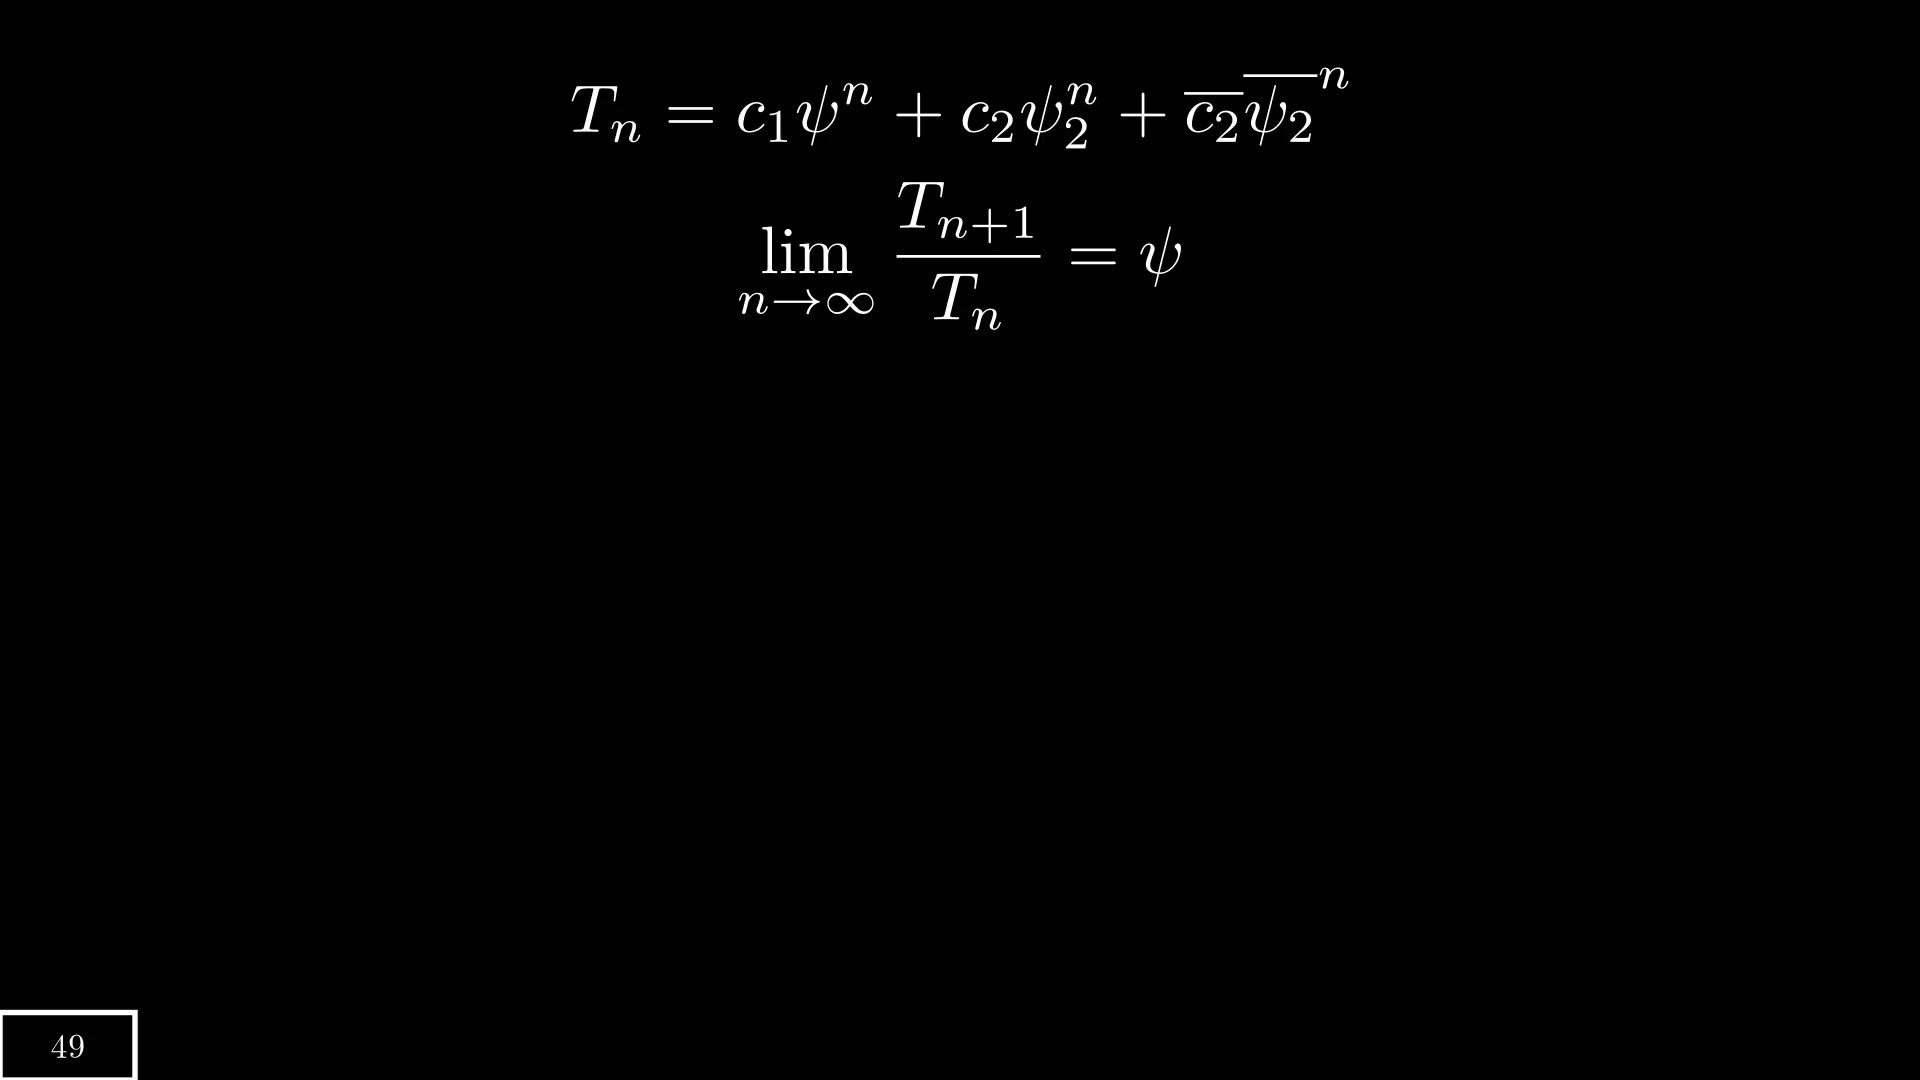 $T_n = c_1\psi^n + c_2\psi_2^n + \overline{c_2}\overline{\psi_2}^n$
$\lim_{n\to\infty} \frac{T_{n+1}}{T_n} = \psi$
49